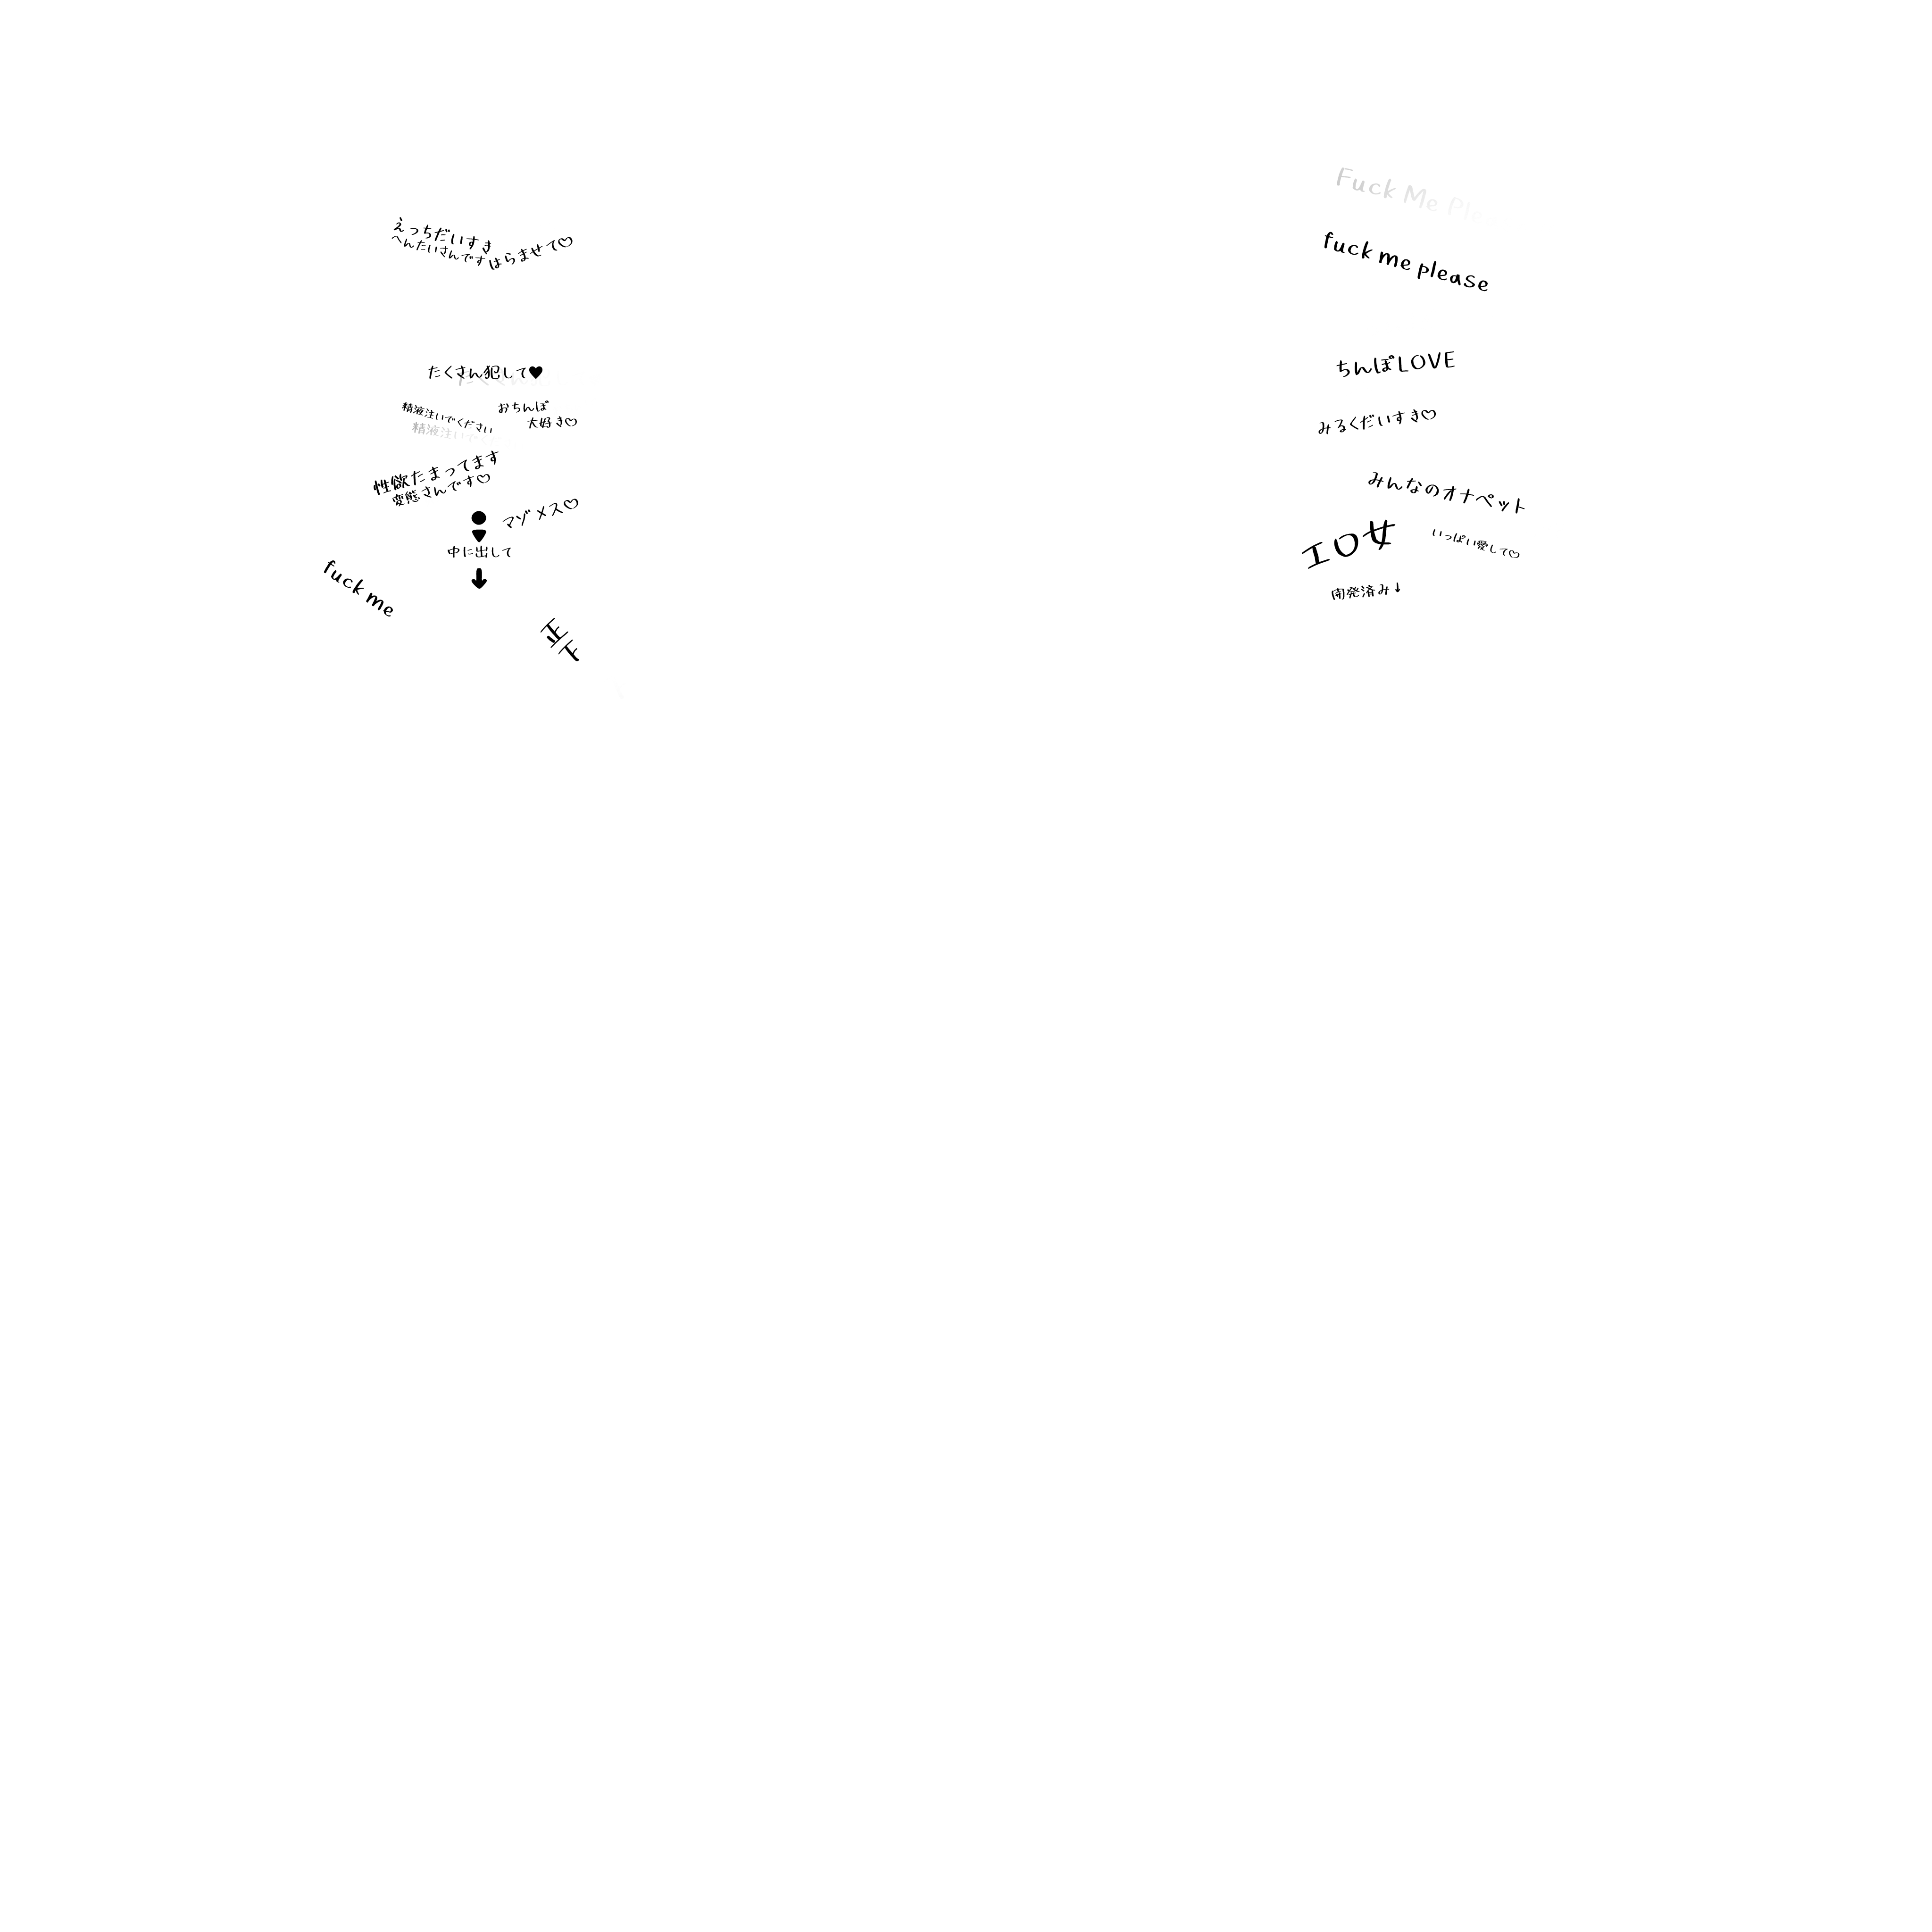 えっちだいすき
へんたいさんです
はらませて♡
たくさん犯して♥
精液注いでください
精液注いで
おちんぽ
大好き♡
性欲たまってます
変態さんです♡
マゾメス♡
中に出して
↓
fuck me
正
下
Fuck Me Plea
fuck me please
ちんぽLOVE
みるくだいすき♡
みんなのオナペット
エロ女
いっぱい愛して♡
開発済み↓